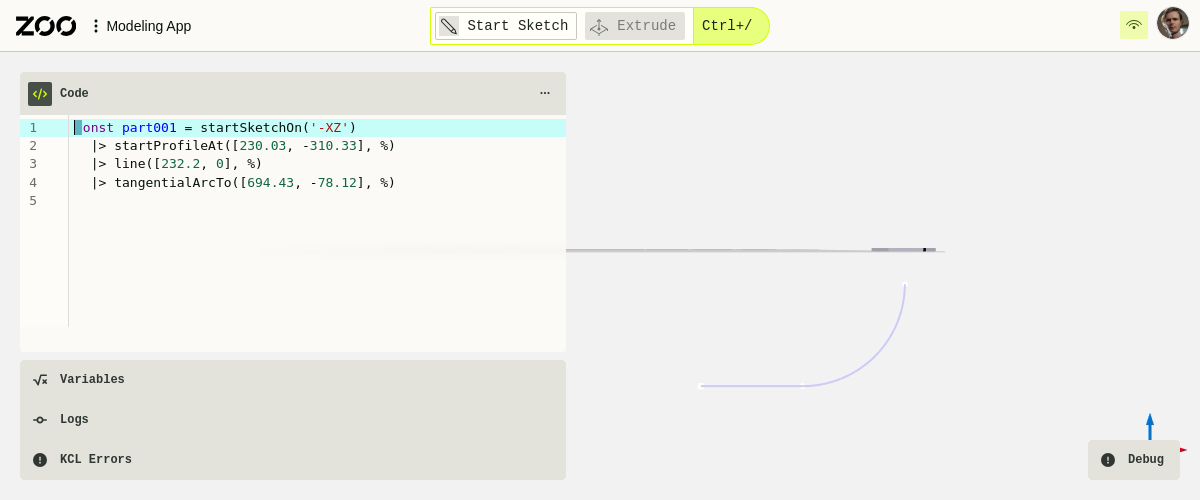 ZOO
Modeling App
Start Sketch
Extrude
Ctrl+/
Code
1 const part001 = startSketchOn('-XZ')
2 |> startProfileAt([230.03, -310.33], %)
3 |> line([232.2, 0], %)
4 |> tangentialArcTo([694.43, -78.12], %)
5
Variables
Logs
KCL Errors
Debug